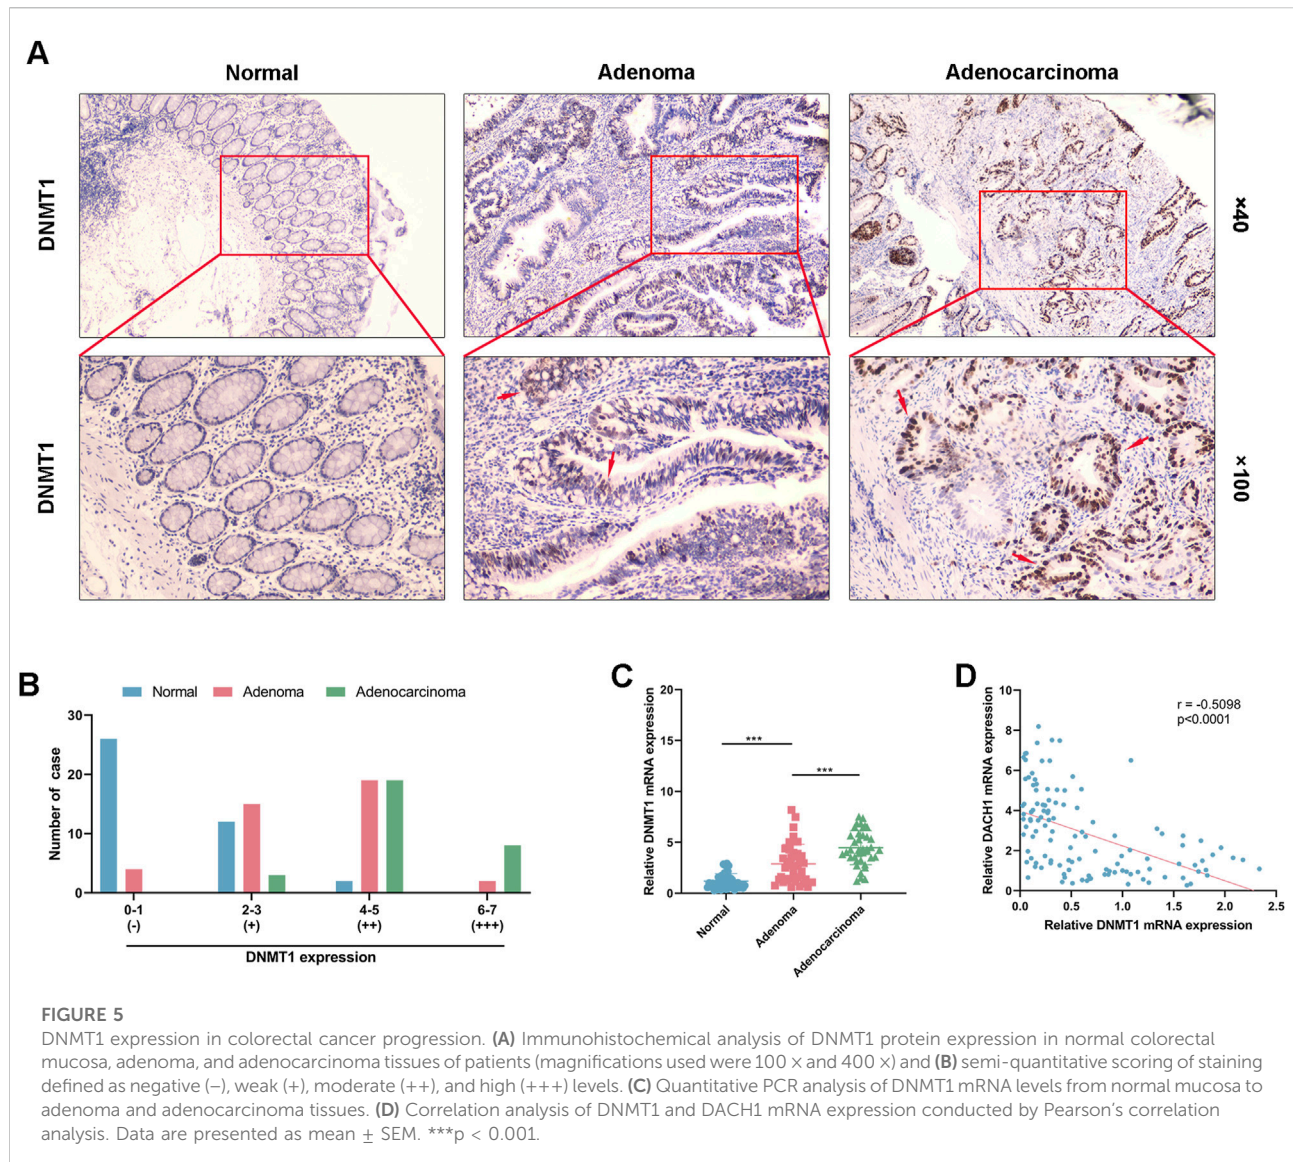 A
Normal
Adenoma
Adenocarcinoma
DNMT1
×40
DNMT1
×100
B
Normal
Adenoma
Adenocarcinoma
Number of case
30
20
10
0
0-1
(-)
2-3
(+)
4-5
(++)
6-7
(+++)
DNMT1 expression
C
Relative DNMT1 mRNA expression
20
15
10
5
0
***
***
Normal
Adenoma
Adenocarcinoma
D
Relative DACH1 mRNA expression
10
8
6
4
2
0
r = -0.5098
p<0.0001
0.0
0.5
1.0
1.5
2.0
2.5
Relative DNMT1 mRNA expression
FIGURE 5
DNMT1 expression in colorectal cancer progression. (A) Immunohistochemical analysis of DNMT1 protein expression in normal colorectal
mucosa, adenoma, and adenocarcinoma tissues of patients (magnifications used were 100 × and 400 ×) and (B) semi-quantitative scoring of staining
defined as negative (–), weak (+), moderate (++), and high (+++) levels. (C) Quantitative PCR analysis of DNMT1 mRNA levels from normal mucosa to
adenoma and adenocarcinoma tissues. (D) Correlation analysis of DNMT1 and DACH1 mRNA expression conducted by Pearson's correlation
analysis. Data are presented as mean ± SEM. ***p < 0.001.